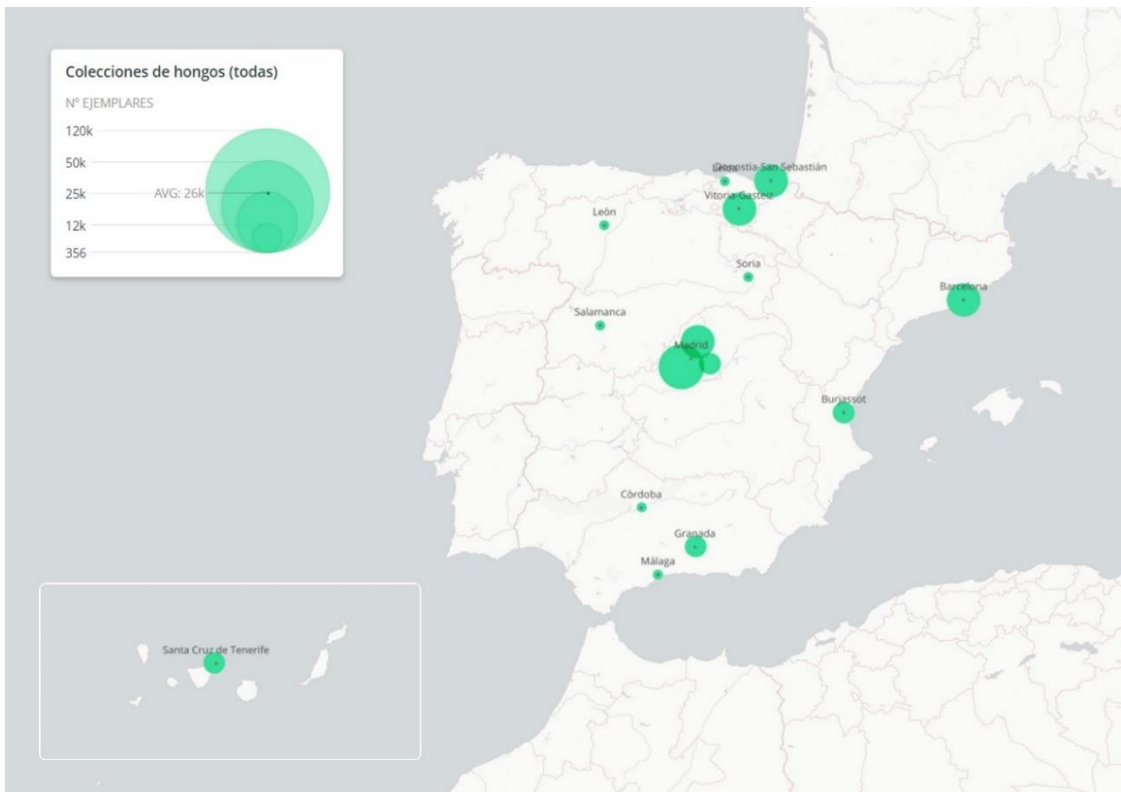 Colecciones de hongos (todas)
Nº EJEMPLARES
120k
50k
25k
AVG: 26k
12k
356
Donostia-San Sebastián
Vitoria-Gasteiz
León
Soria
Barcelona
Salamanca
Madrid
Burjassot
Córdoba
Granada
Málaga
Santa Cruz de Tenerife